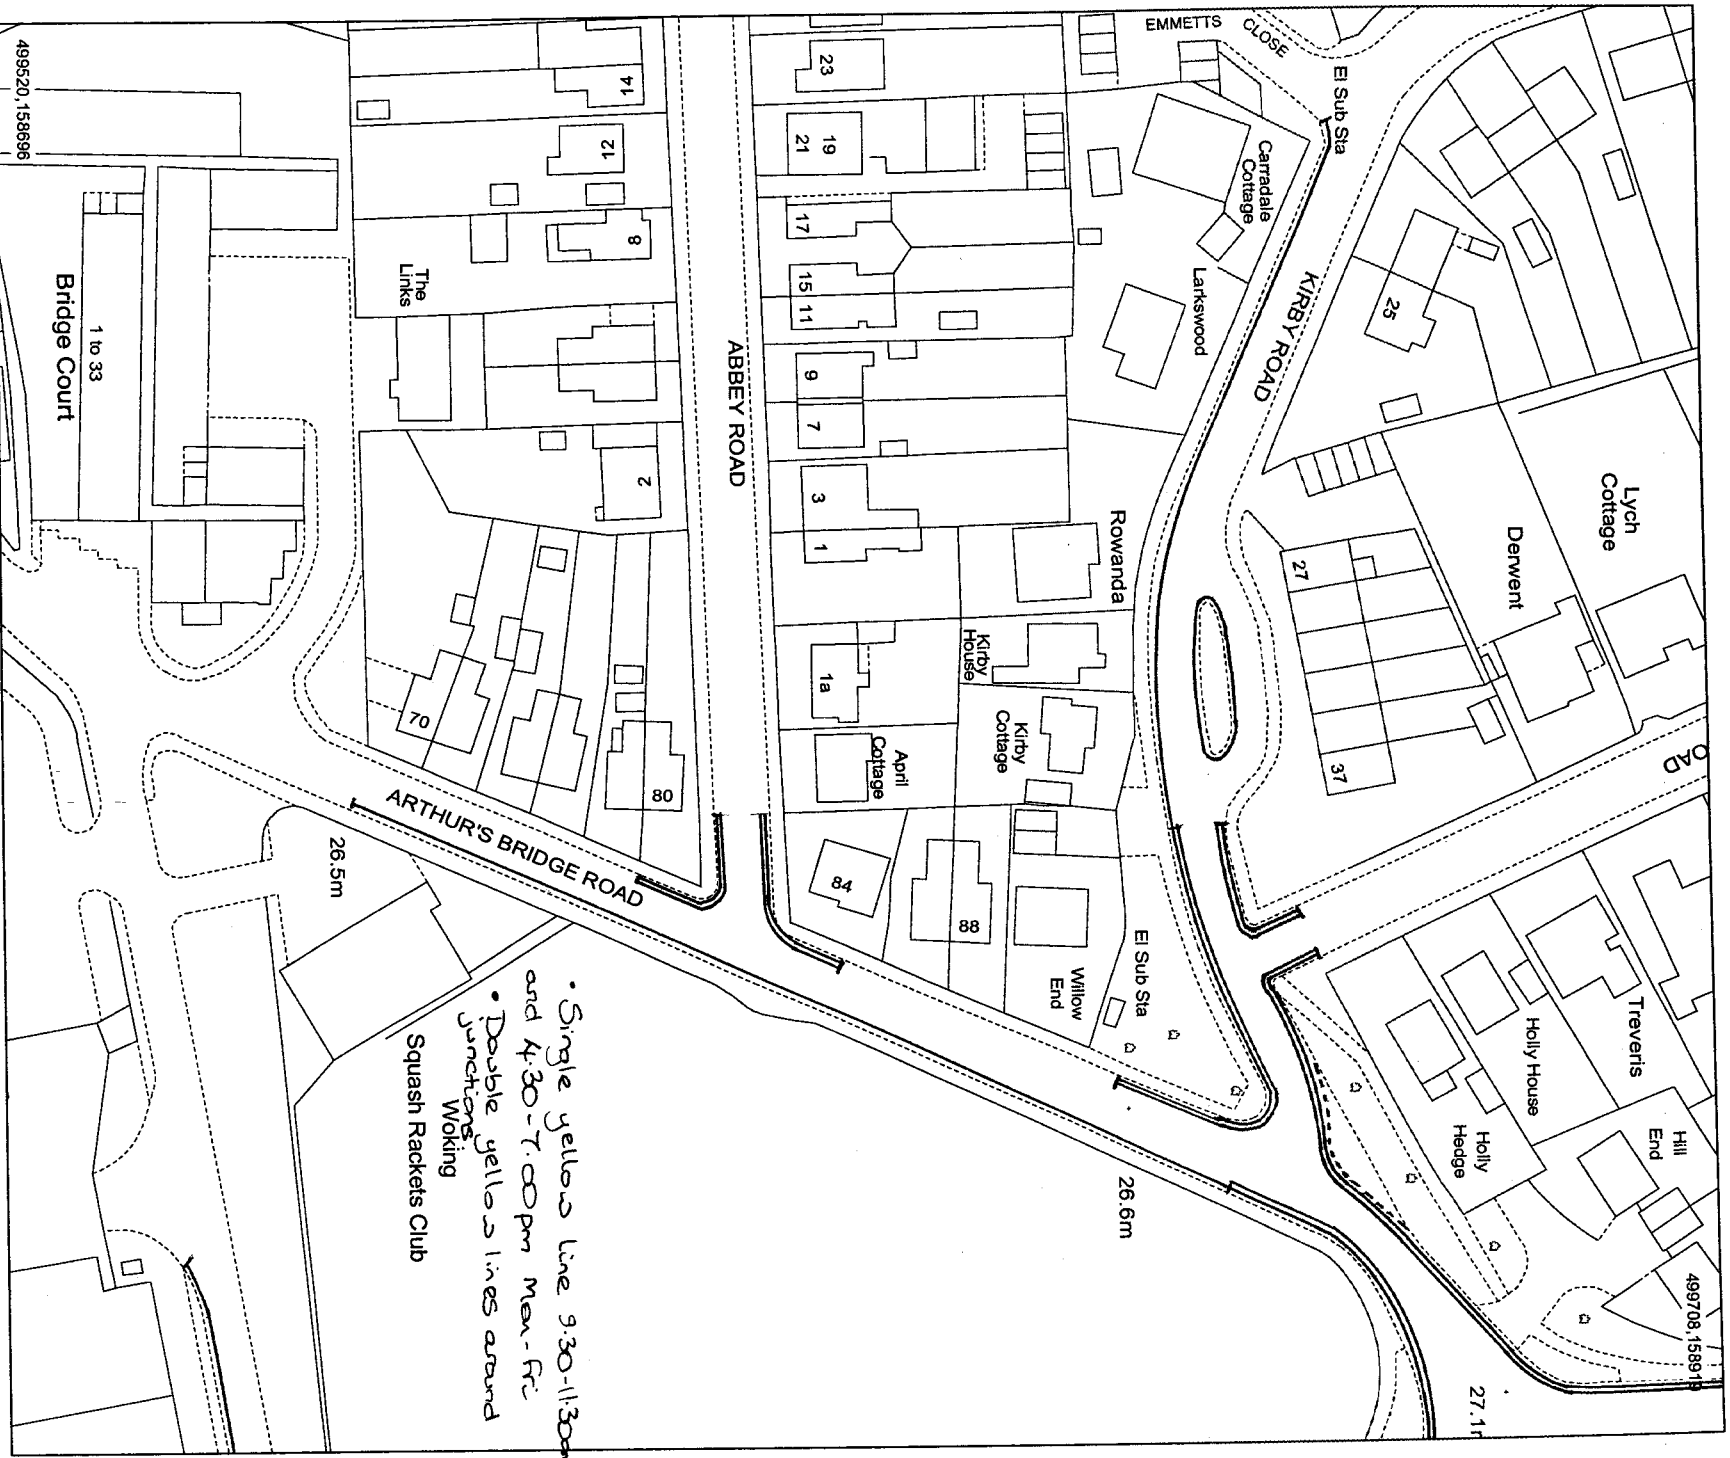 EMMETTS
CLOSE
El Sub Sta
23
14
12
19
21
17
8
15
11
The
Links
9
7
2
3
1
1a
April
Cottage
84
88
80
70
Bridge Court
1 to 33
499520,158696
ABBEY ROAD
Carradale
Cottage
Larkswood
KIRBY ROAD
25
Lych
Cottage
Derwent
27
37
OAD
Rowanda
Kirby
House
Kirby
Cottage
Willow
End
El Sub Sta
Treveris
Holly House
Holly
Hedge
Hill
End
499708,158919
27.1
26.6m
26.5m
ARTHUR'S BRIDGE ROAD
• Single yellow line 9.30-11.30
and 4.30-7.00pm Mon-Fri
• Double yellow lines around
junctions
Woking
Squash Rackets Club